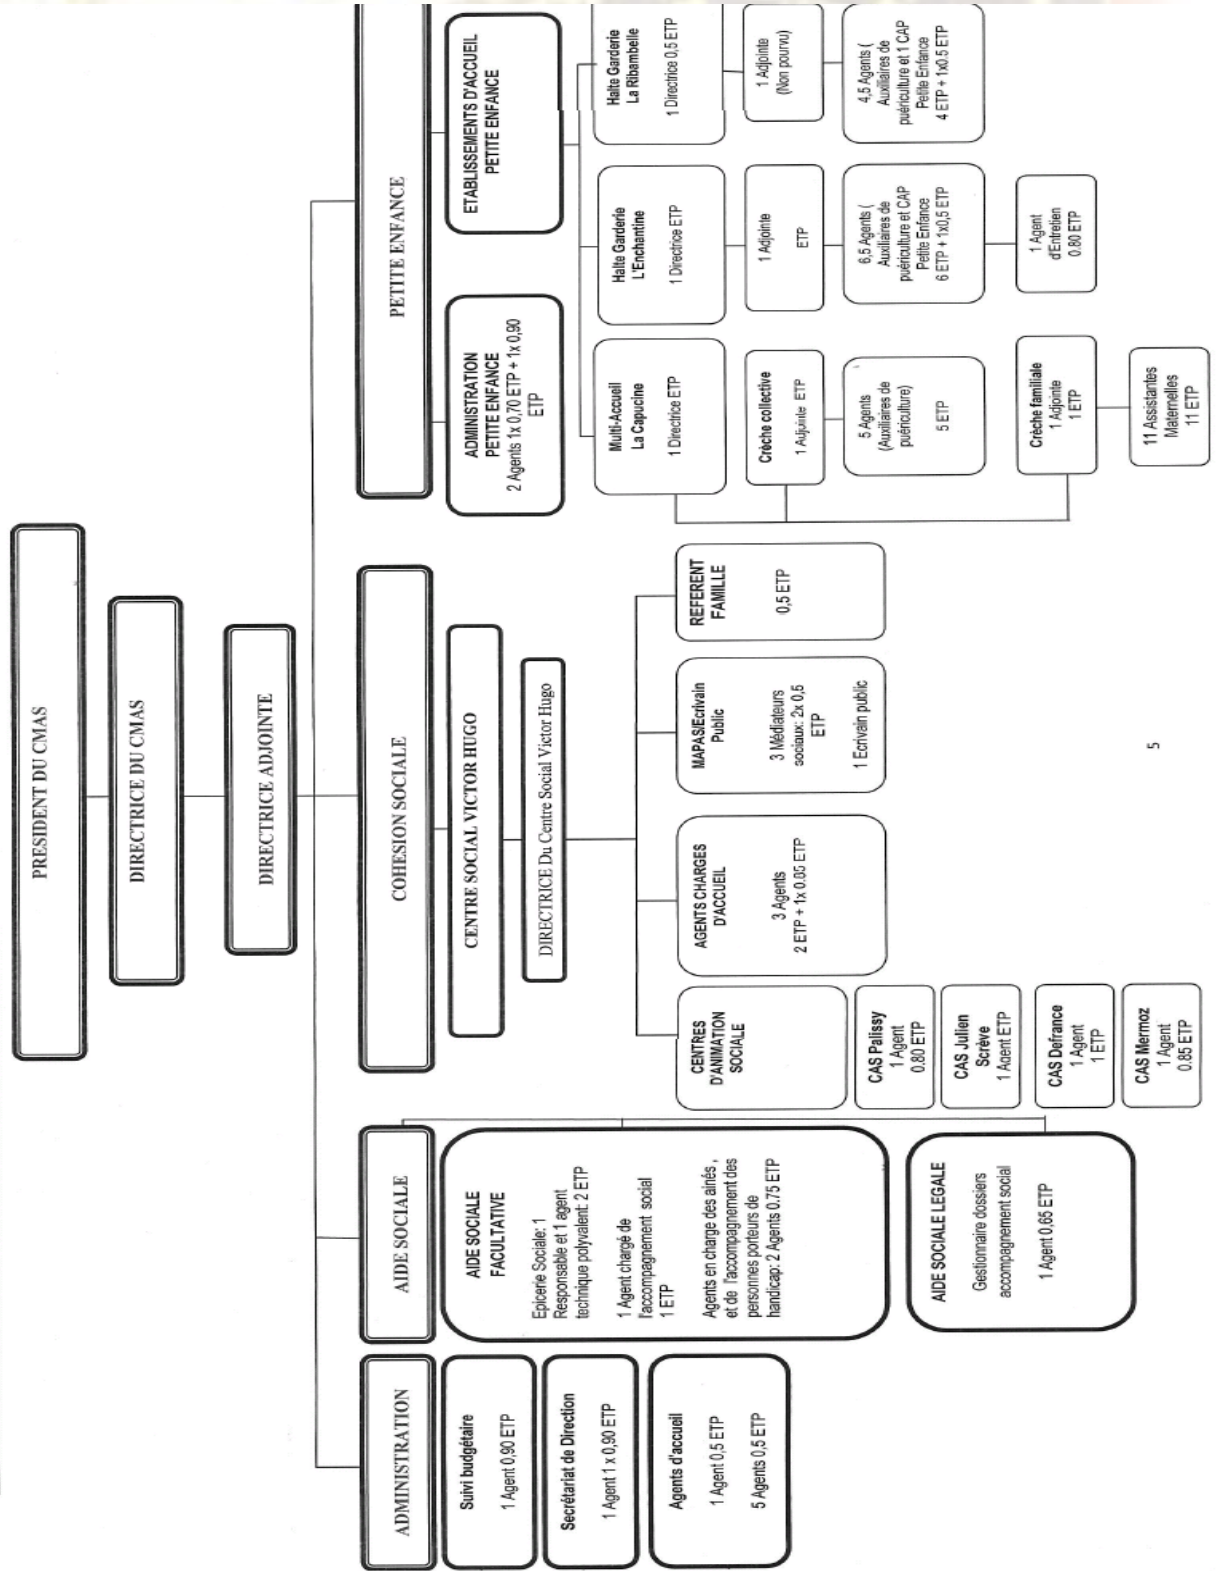 PRESIDENT DU CMAS
DIRECTRICE DU CMAS
DIRECTRICE ADJOINTE
ADMINISTRATION
Suivi budgétaire
1 Agent 0,90 ETP
Secrétariat de Direction
1 Agent 1 x 0,90 ETP
Agents d'accueil
1 Agent 0,5 ETP
5 Agents 0,5 ETP
AIDE SOCIALE
AIDE SOCIALE
FACULTATIVE
Epicerie Sociale: 1
Responsable et 1 agent
technique polyvalent: 2 ETP
1 Agent chargé de
l'accompagnement social
1 ETP
Agents en charge des ainés ,
et de l'accompagnement des
personnes porteurs de
handicap: 2 Agents 0.75 ETP
AIDE SOCIALE LEGALE
Gestionnaire dossiers
accompagnement social
1 Agent 0,65 ETP
COHESION SOCIALE
CENTRE SOCIAL VICTOR HUGO
DIRECTRICE Du Centre Social Victor Hugo
CENTRES
D'ANIMATION
SOCIALE
CAS Palissy
1 Agent
0.80 ETP
CAS Julien
Scrève
1 Agent ETP
CAS Defrance
1 Agent
1 ETP
CAS Mermoz
1 Agent
0.85 ETP
AGENTS CHARGES
D'ACCUEIL
3 Agents
2 ETP + 1x 0.85 ETP
MAPAS/Ecrivain
Public
3 Médiateurs
sociaux: 2x 0,5
ETP
1 Ecrivain public
REFERENT
FAMILLE
0,5 ETP
PETITE ENFANCE
ADMINISTRATION
PETITE ENFANCE
2 Agents 1x 0,70 ETP + 1x 0,90
ETP
ETABLISSEMENTS D'ACCUEIL
PETITE ENFANCE
Multi-Accueil
La Capucine
1 Directrice ETP
Crèche collective
1 Adjointe ETP
5 Agents
(Auxiliaires de
puériculture)
5 ETP
Crèche familiale
1 Adjointe
1 ETP
11 Assistantes
Maternelles
11 ETP
Halte Garderie
L'Enchantine
1 Directrice ETP
1 Adjointe
ETP
6,5 Agents (
Auxiliaires de
puériculture et CAP
Petite Enfance
6 ETP + 1x0,5 ETP
1 Agent
d'Entretien
0.80 ETP
Halte Garderie
La Ribambelle
1 Directrice 0,5 ETP
1 Adjointe
(Non pourvu)
4,5 Agents (
Auxiliaires de
puériculture et 1 CAP
Petite Enfance
4 ETP + 1x0.5 ETP
5